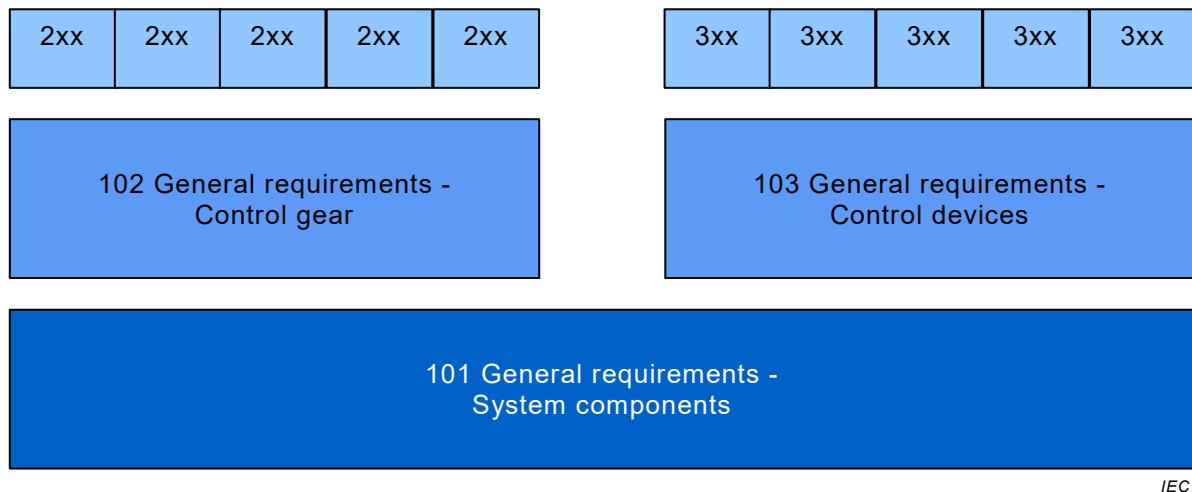 2xx 2xx 2xx 2xx 2xx 3xx 3xx 3xx 3xx 3xx
102 General requirements -
Control gear
103 General requirements -
Control devices
101 General requirements -
System components
IEC